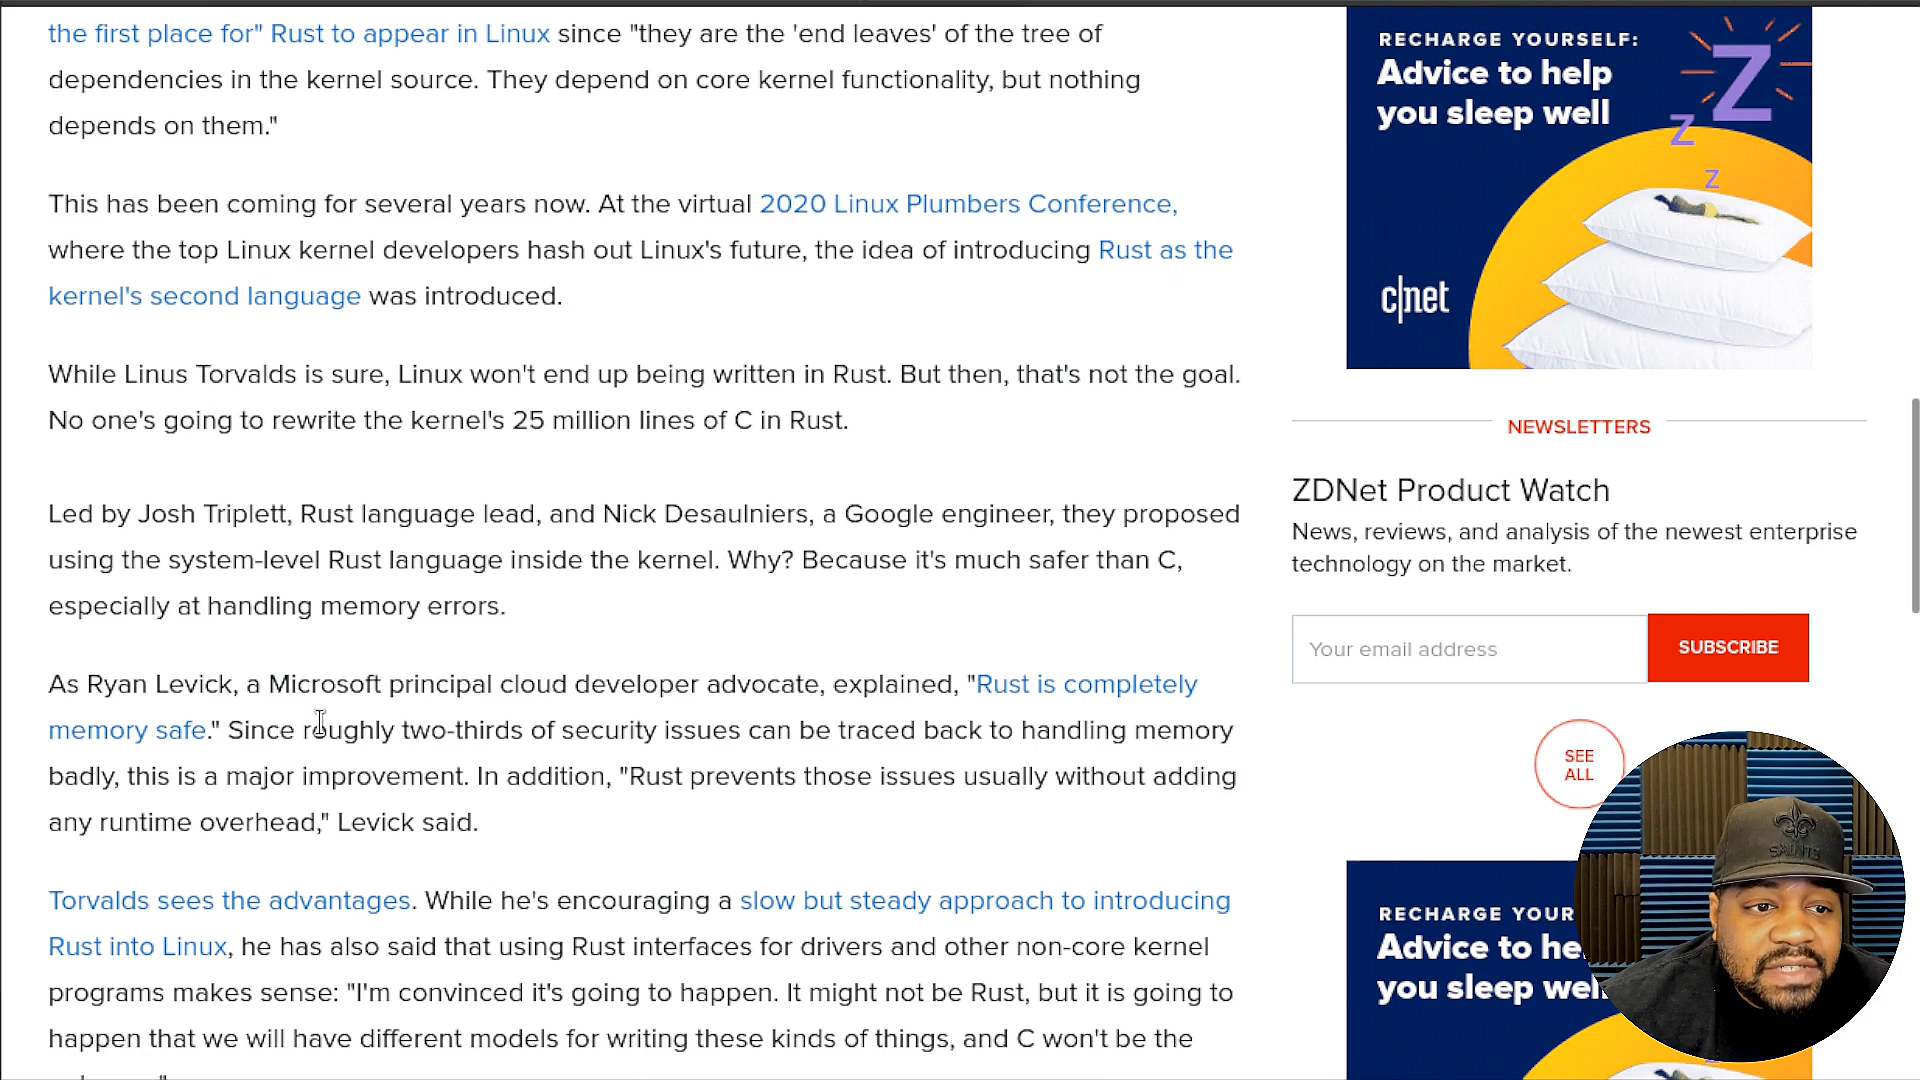 the first place for" Rust to appear in Linux since "they are the 'end leaves' of the tree of
dependencies in the kernel source. They depend on core kernel functionality, but nothing
depends on them."
This has been coming for several years now. At the virtual 2020 Linux Plumbers Conference,
where the top Linux kernel developers hash out Linux's future, the idea of introducing Rust as the
kernel's second language was introduced.
While Linus Torvalds is sure, Linux won't end up being written in Rust. But then, that's not the goal.
No one's going to rewrite the kernel's 25 million lines of C in Rust.
Led by Josh Triplett, Rust language lead, and Nick Desaulniers, a Google engineer, they proposed
using the system-level Rust language inside the kernel. Why? Because it's much safer than C,
especially at handling memory errors.
As Ryan Levick, a Microsoft principal cloud developer advocate, explained, "Rust is completely
memory safe." Since roughly two-thirds of security issues can be traced back to handling memory
badly, this is a major improvement. In addition, "Rust prevents those issues usually without adding
any runtime overhead," Levick said.
Torvalds sees the advantages. While he's encouraging a slow but steady approach to introducing
Rust into Linux, he has also said that using Rust interfaces for drivers and other non-core kernel
programs makes sense: "I'm convinced it's going to happen. It might not be Rust, but it is going to
happen that we will have different models for writing these kinds of things, and C won't be the
RECHARGE YOURSELF:
Advice to help
you sleep well
Z
Z
Z
c|net
NEWSLETTERS
ZDNet Product Watch
News, reviews, and analysis of the newest enterprise
technology on the market.
Your email address
SUBSCRIBE
SEE
ALL
RECHARGE YOUR
Advice to he
you sleep wel
SAINTS